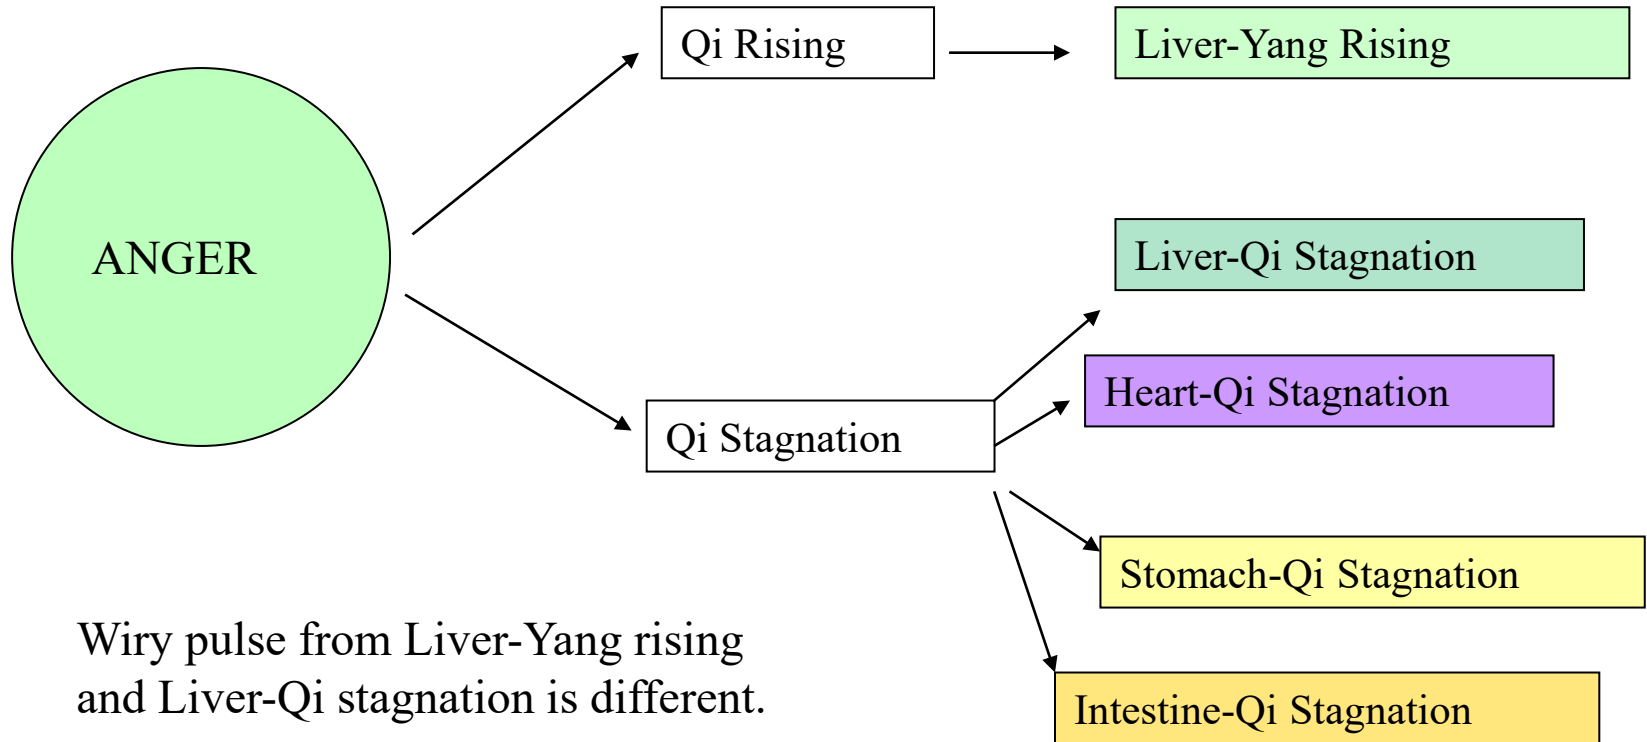 Qi Rising
Liver-Yang Rising
ANGER
Liver-Qi Stagnation
Heart-Qi Stagnation
Qi Stagnation
Stomach-Qi Stagnation
Wiry pulse from Liver-Yang rising
and Liver-Qi stagnation is different.
Intestine-Qi Stagnation